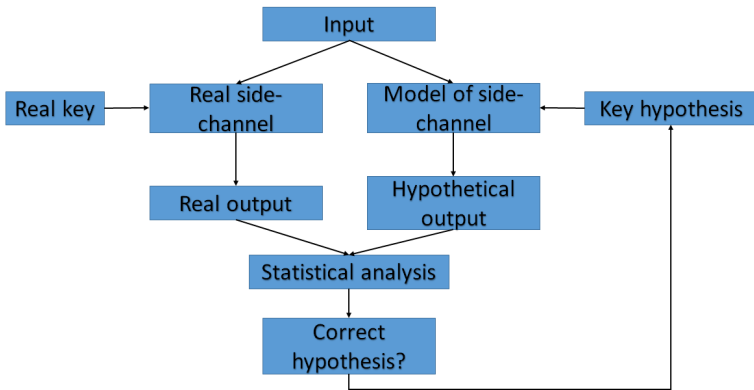 Input
Real key
Real side-
channel
Model of side-
channel
Key hypothesis
Real output
Hypothetical
output
Statistical analysis
Correct
hypothesis?